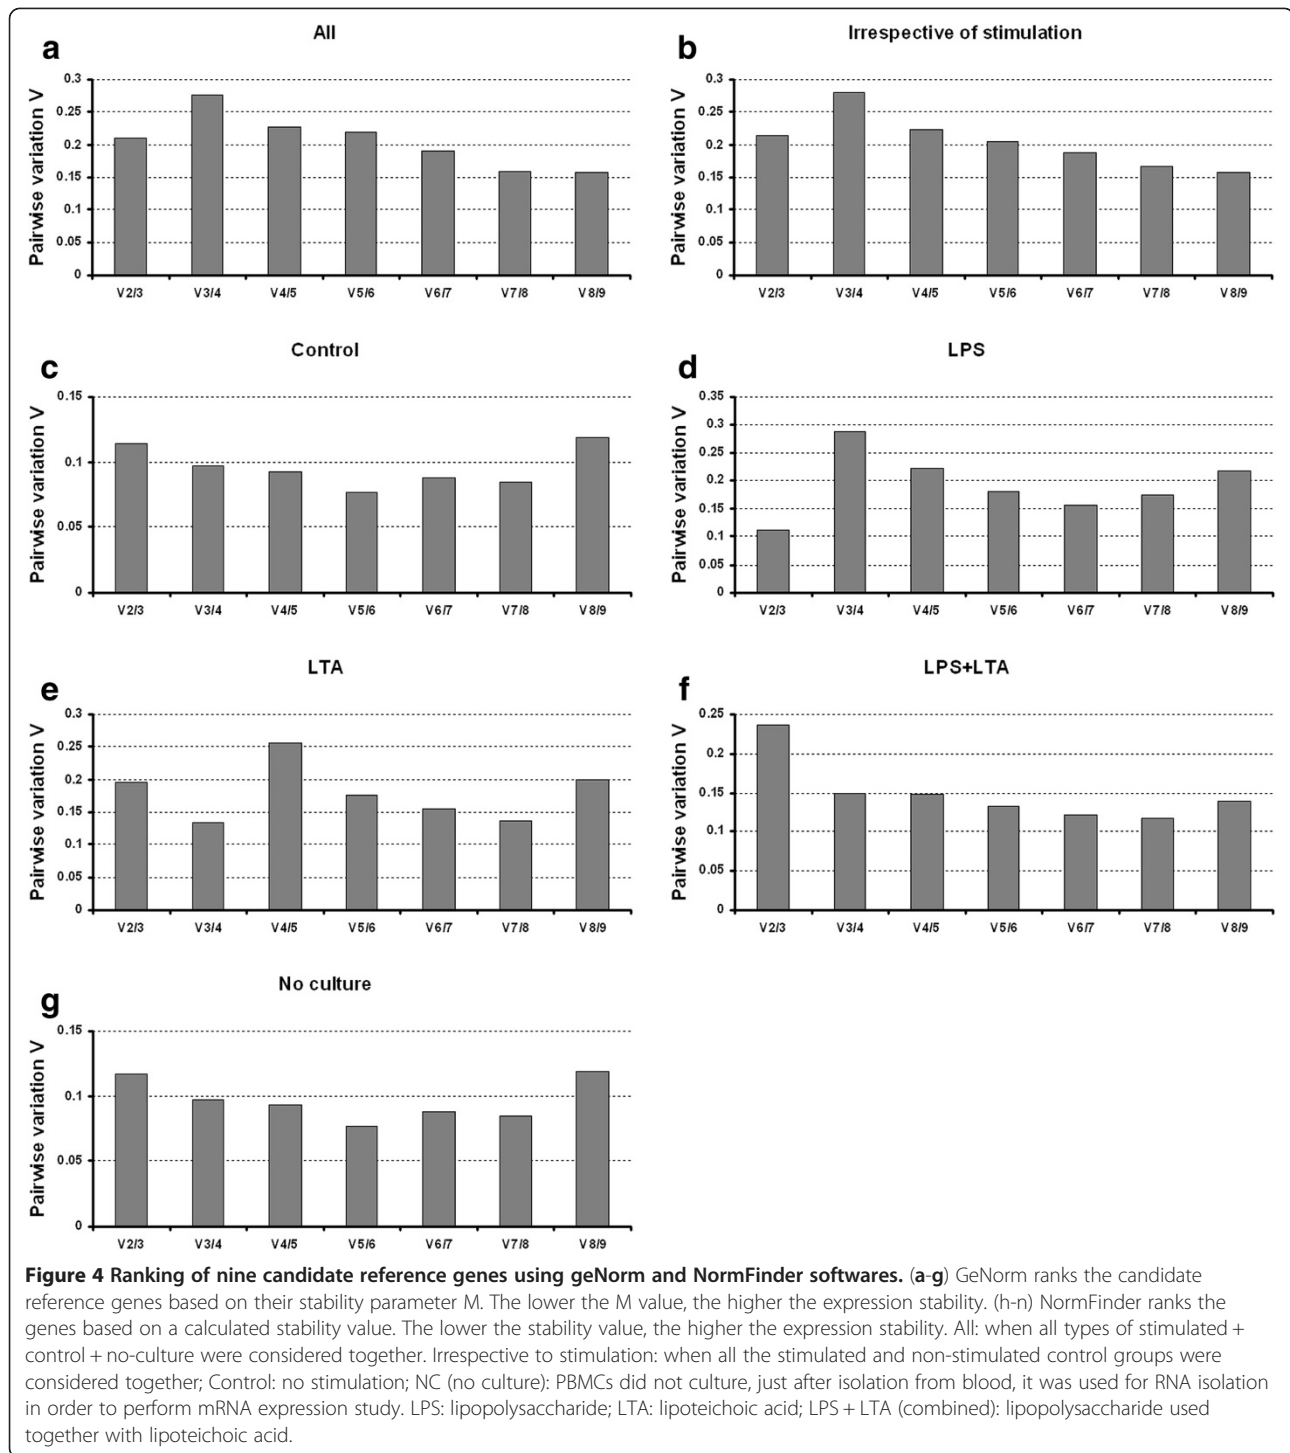 a
All
Pairwise variation V
0.3
0.25
0.2
0.15
0.1
0.05
0
V2/3 V3/4 V4/5 V5/6 V6/7 V7/8 V8/9
b
Irrespective of stimulation
Pairwise variation V
0.3
0.25
0.2
0.15
0.1
0.05
0
V2/3 V3/4 V4/5 V5/6 V6/7 V7/8 V8/9
c
Control
Pairwise variation V
0.15
0.1
0.05
0
V2/3 V3/4 V4/5 V5/6 V6/7 V7/8 V8/9
d
LPS
Pairwise variation V
0.35
0.3
0.25
0.2
0.15
0.1
0.05
0
V2/3 V3/4 V4/5 V5/6 V6/7 V7/8 V8/9
e
LTA
Pairwise variation V
0.3
0.25
0.2
0.15
0.1
0.05
0
V2/3 V3/4 V4/5 V5/6 V6/7 V7/8 V8/9
f
LPS+LTA
Pairwise variation V
0.25
0.2
0.15
0.1
0.05
0
V2/3 V3/4 V4/5 V5/6 V6/7 V7/8 V8/9
g
No culture
Pairwise variation V
0.15
0.1
0.05
0
V2/3 V3/4 V4/5 V5/6 V6/7 V7/8 V8/9
Figure 4 Ranking of nine candidate reference genes using geNorm and NormFinder softwares. (a-g) GeNorm ranks the candidate
reference genes based on their stability parameter M. The lower the M value, the higher the expression stability. (h-n) NormFinder ranks the
genes based on a calculated stability value. The lower the stability value, the higher the expression stability. All: when all types of stimulated +
control + no-culture were considered together. Irrespective to stimulation: when all the stimulated and non-stimulated control groups were
considered together; Control: no stimulation; NC (no culture): PBMCs did not culture, just after isolation from blood, it was used for RNA isolation
in order to perform mRNA expression study. LPS: lipopolysaccharide; LTA: lipoteichoic acid; LPS + LTA (combined): lipopolysaccharide used
together with lipoteichoic acid.